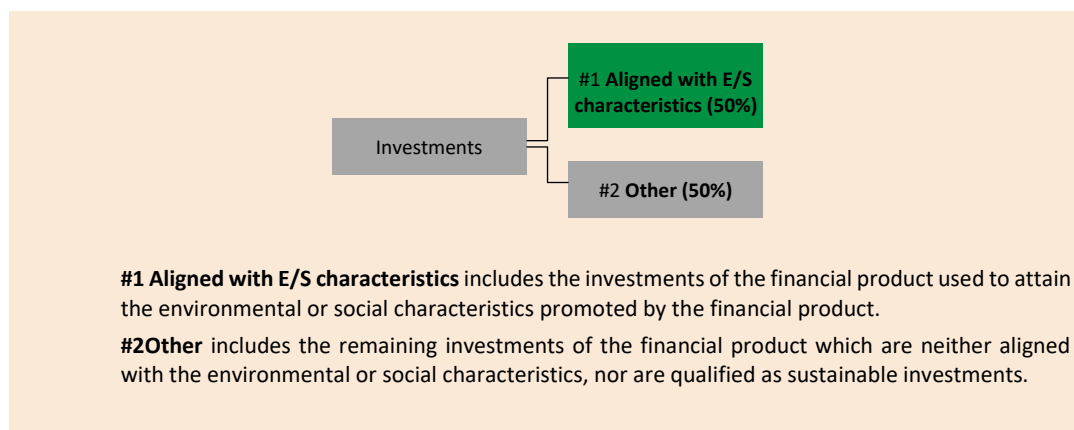 #1 Aligned with E/S
characteristics (50%)
Investments
#2 Other (50%)
#1 Aligned with E/S characteristics includes the investments of the financial product used to attain
the environmental or social characteristics promoted by the financial product.
#2Other includes the remaining investments of the financial product which are neither aligned
with the environmental or social characteristics, nor are qualified as sustainable investments.